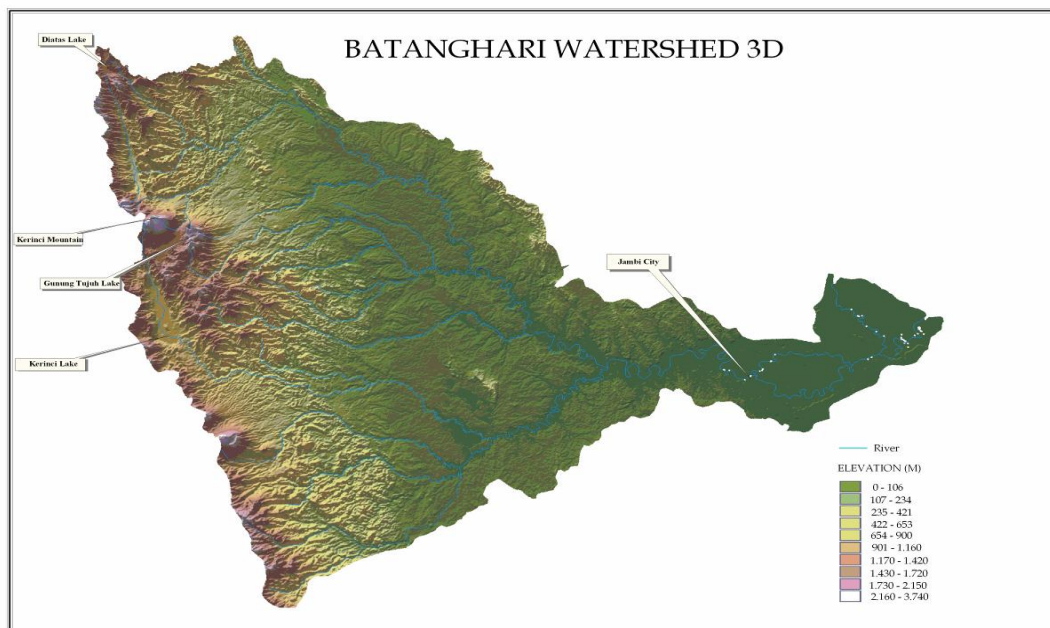 BATANGHARI WATERSHED 3D
Diatas Lake
Kerinci Mountain
Gunung Tujuh Lake
Kerinci Lake
Jambi City
River
ELEVATION (M)
0 - 106
107 - 234
235 - 421
422 - 653
654 - 900
901 - 1.160
1.170 - 1.420
1.430 - 1.720
1.730 - 2.150
2.160 - 3.740